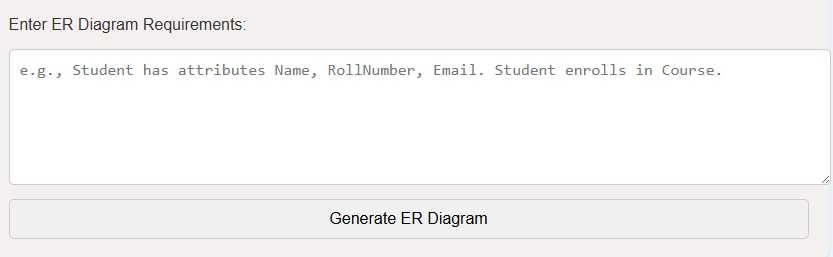 Enter ER Diagram Requirements:
e.g., Student has attributes Name, RollNumber, Email. Student enrolls in Course.
Generate ER Diagram